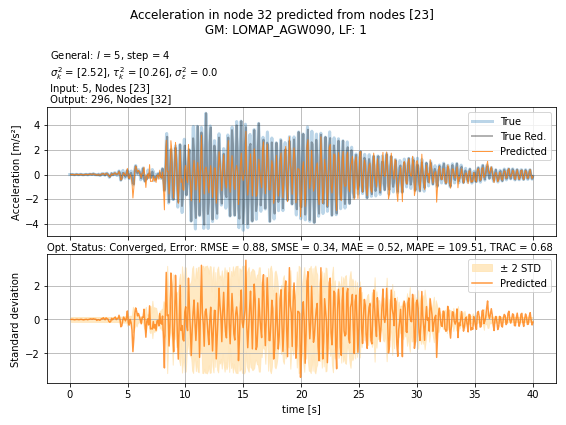 Acceleration in node 32 predicted from nodes [23]
GM: LOMAP_AGW090, LF: 1
General: l = 5, step = 4
σ²ₖ = [2.52], τ²ₖ = [0.26], σ²ₑ = 0.0
Input: 5, Nodes [23]
Output: 296, Nodes [32]
Acceleration [m/s²]
4
2
0
−2
−4
True
True Red.
Predicted
Opt. Status: Converged, Error: RMSE = 0.88, SMSE = 0.34, MAE = 0.52, MAPE = 109.51, TRAC = 0.68
Standard deviation
2
0
−2
± 2 STD
Predicted
0 5 10 15 20 25 30 35 40
time [s]